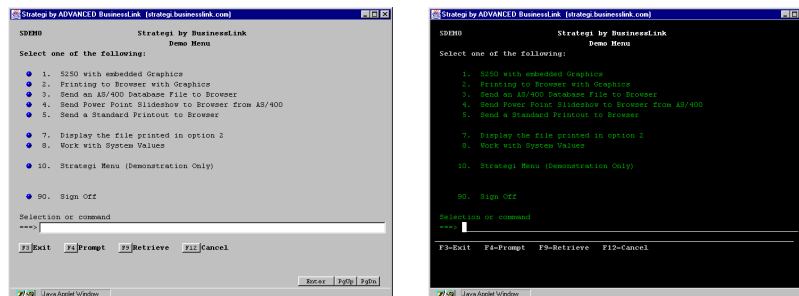 Strategi by ADVANCED BusinessLink (strategi.businesslink.com)
SDEMO Strategi by BusinessLink
Demo Menu
Select one of the following:
1. 5250 with embedded Graphics
2. Printing to Browser with Graphics
3. Send an AS/400 Database File to Browser
4. Send Power Point Slideshow to Browser from AS/400
5. Send a Standard Printout to Browser
7. Display the file printed in option 2
8. Work with System Values
10. Strategi Menu (Demonstration Only)
90. Sign Off
Selection or command
===>
F3 Exit F4 Prompt F9 Retrieve F12 Cancel
Enter PgUp PgDn
Java Applet Window
Strategi by ADVANCED BusinessLink (strategi.businesslink.com)
SDEMO Strategi by BusinessLink
Demo Menu
Select one of the following:
1. 5250 with embedded Graphics
2. Printing to Browser with Graphics
3. Send an AS/400 Database File to Browser
4. Send Power Point Slideshow to Browser from AS/400
5. Send a Standard Printout to Browser
7. Display the file printed in option 2
8. Work with System Values
10. Strategi Menu (Demonstration Only)
90. Sign Off
Selection or command
===>
F3=Exit F4=Prompt F9=Retrieve F12=Cancel
Java Applet Window